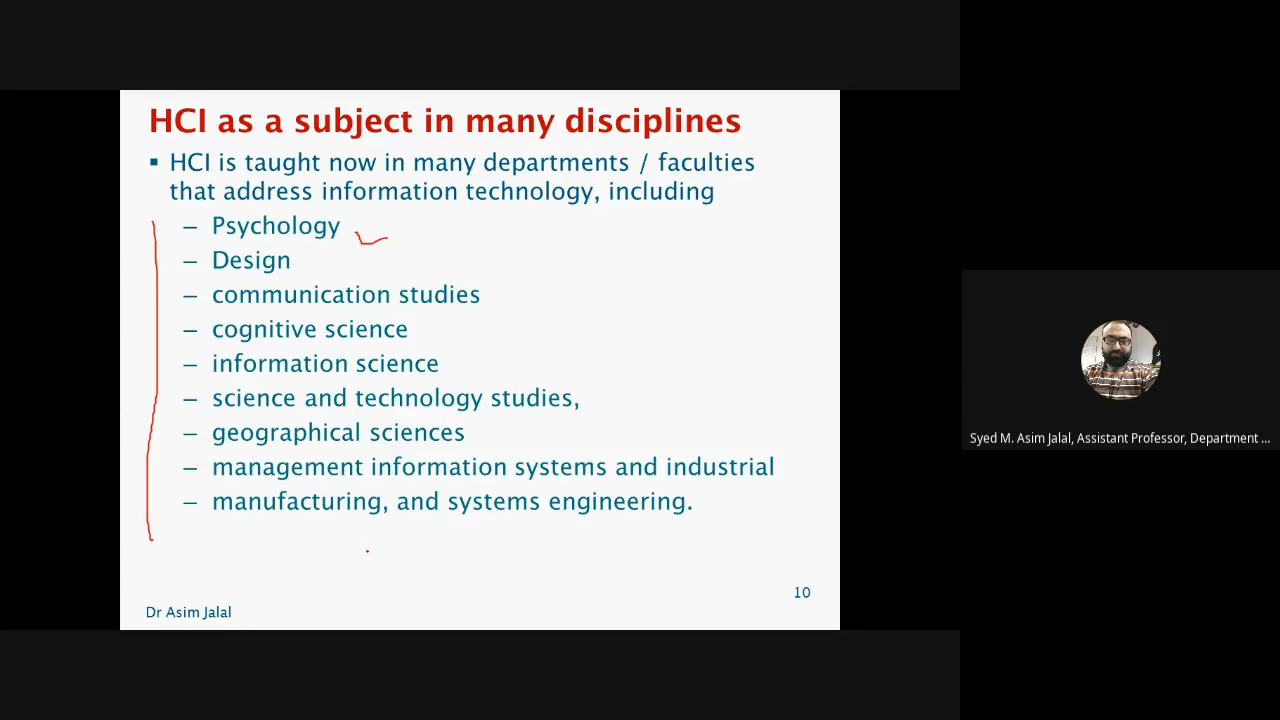 HCI as a subject in many disciplines
▪ HCI is taught now in many departments / faculties
that address information technology, including
– Psychology
– Design
– communication studies
– cognitive science
– information science
– science and technology studies,
– geographical sciences
– management information systems and industrial
– manufacturing, and systems engineering.
10
Dr Asim Jalal
Syed M. Asim Jalal, Assistant Professor, Department ...